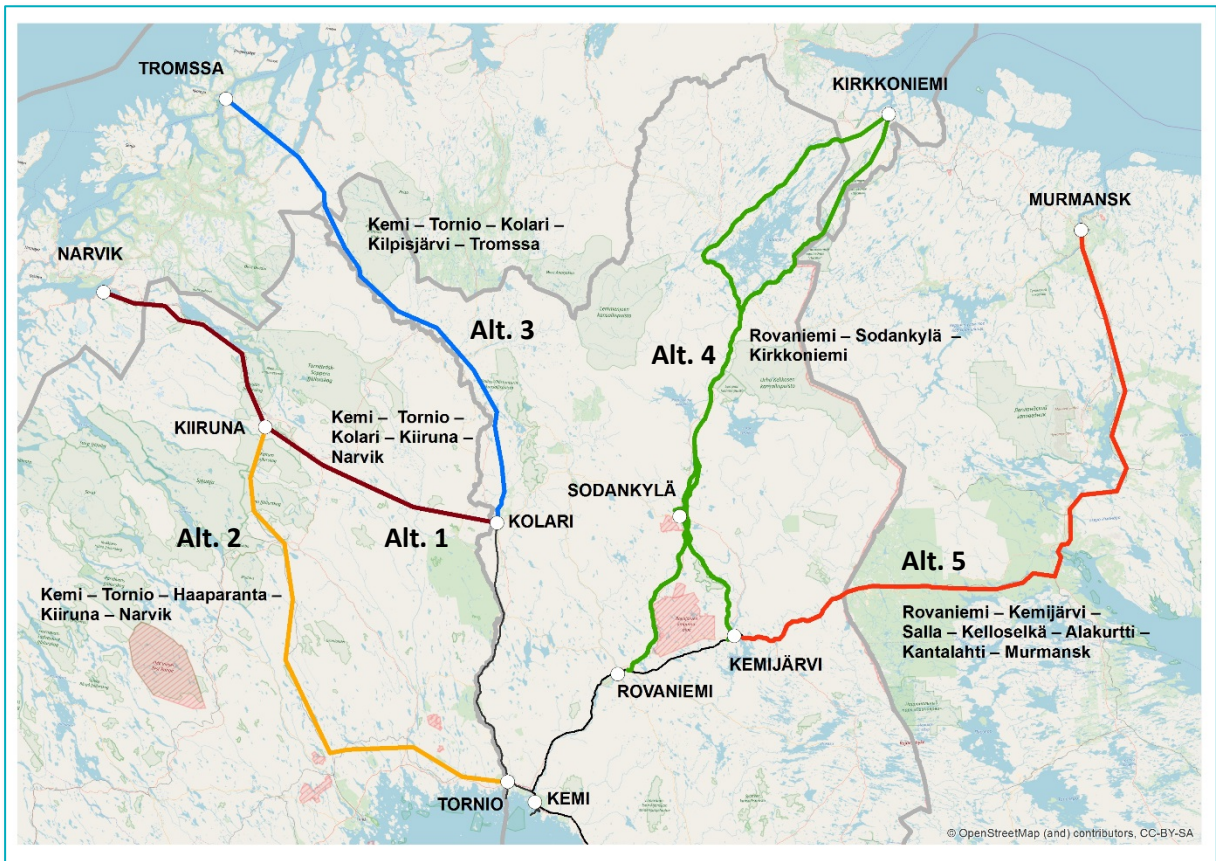 TROMSSA
KIRKKONIEMI
MURMANSK
Kemi – Tornio – Kolari –
Kilpisjärvi – Tromssa
NARVIK
Alt. 3
Alt. 4
Rovaniemi – Sodankylä –
Kirkkoniemi
KIIRUNA
Kemi – Tornio –
Kolari – Kiiruna –
Narvik
SODANKYLÄ
KOLARI
Alt. 2
Alt. 1
Alt. 5
Kemi – Tornio – Haaparanta –
Kiiruna – Narvik
Rovaniemi – Kemijärvi –
Salla – Kelloselkä – Alakurtti –
Kantalahti – Murmansk
KEMIJÄRVI
ROVANIEMI
TORNIO
KEMI
© OpenStreetMap (and) contributors, CC-BY-SA